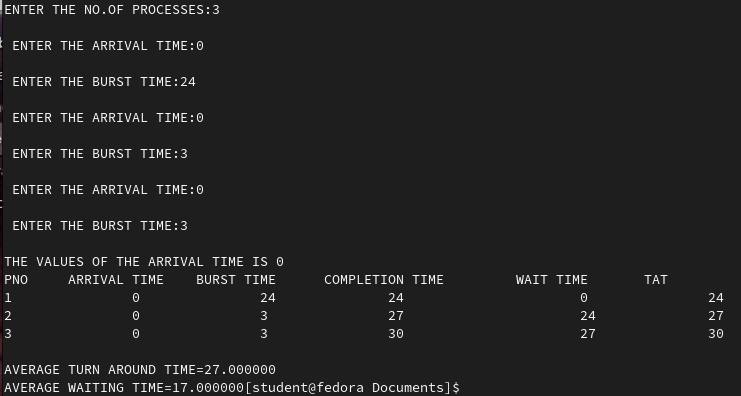 ENTER THE NO.OF PROCESSES:3
ENTER THE ARRIVAL TIME:0
ENTER THE BURST TIME:24
ENTER THE ARRIVAL TIME:0
ENTER THE BURST TIME:3
ENTER THE ARRIVAL TIME:0
ENTER THE BURST TIME:3
THE VALUES OF THE ARRIVAL TIME IS 0
PNO ARRIVAL TIME BURST TIME COMPLETION TIME WAIT TIME TAT
1 0 24 24 0 24
2 0 3 27 24 27
3 0 3 30 27 30
AVERAGE TURN AROUND TIME=27.000000
AVERAGE WAITING TIME=17.000000[student@fedora Documents]$